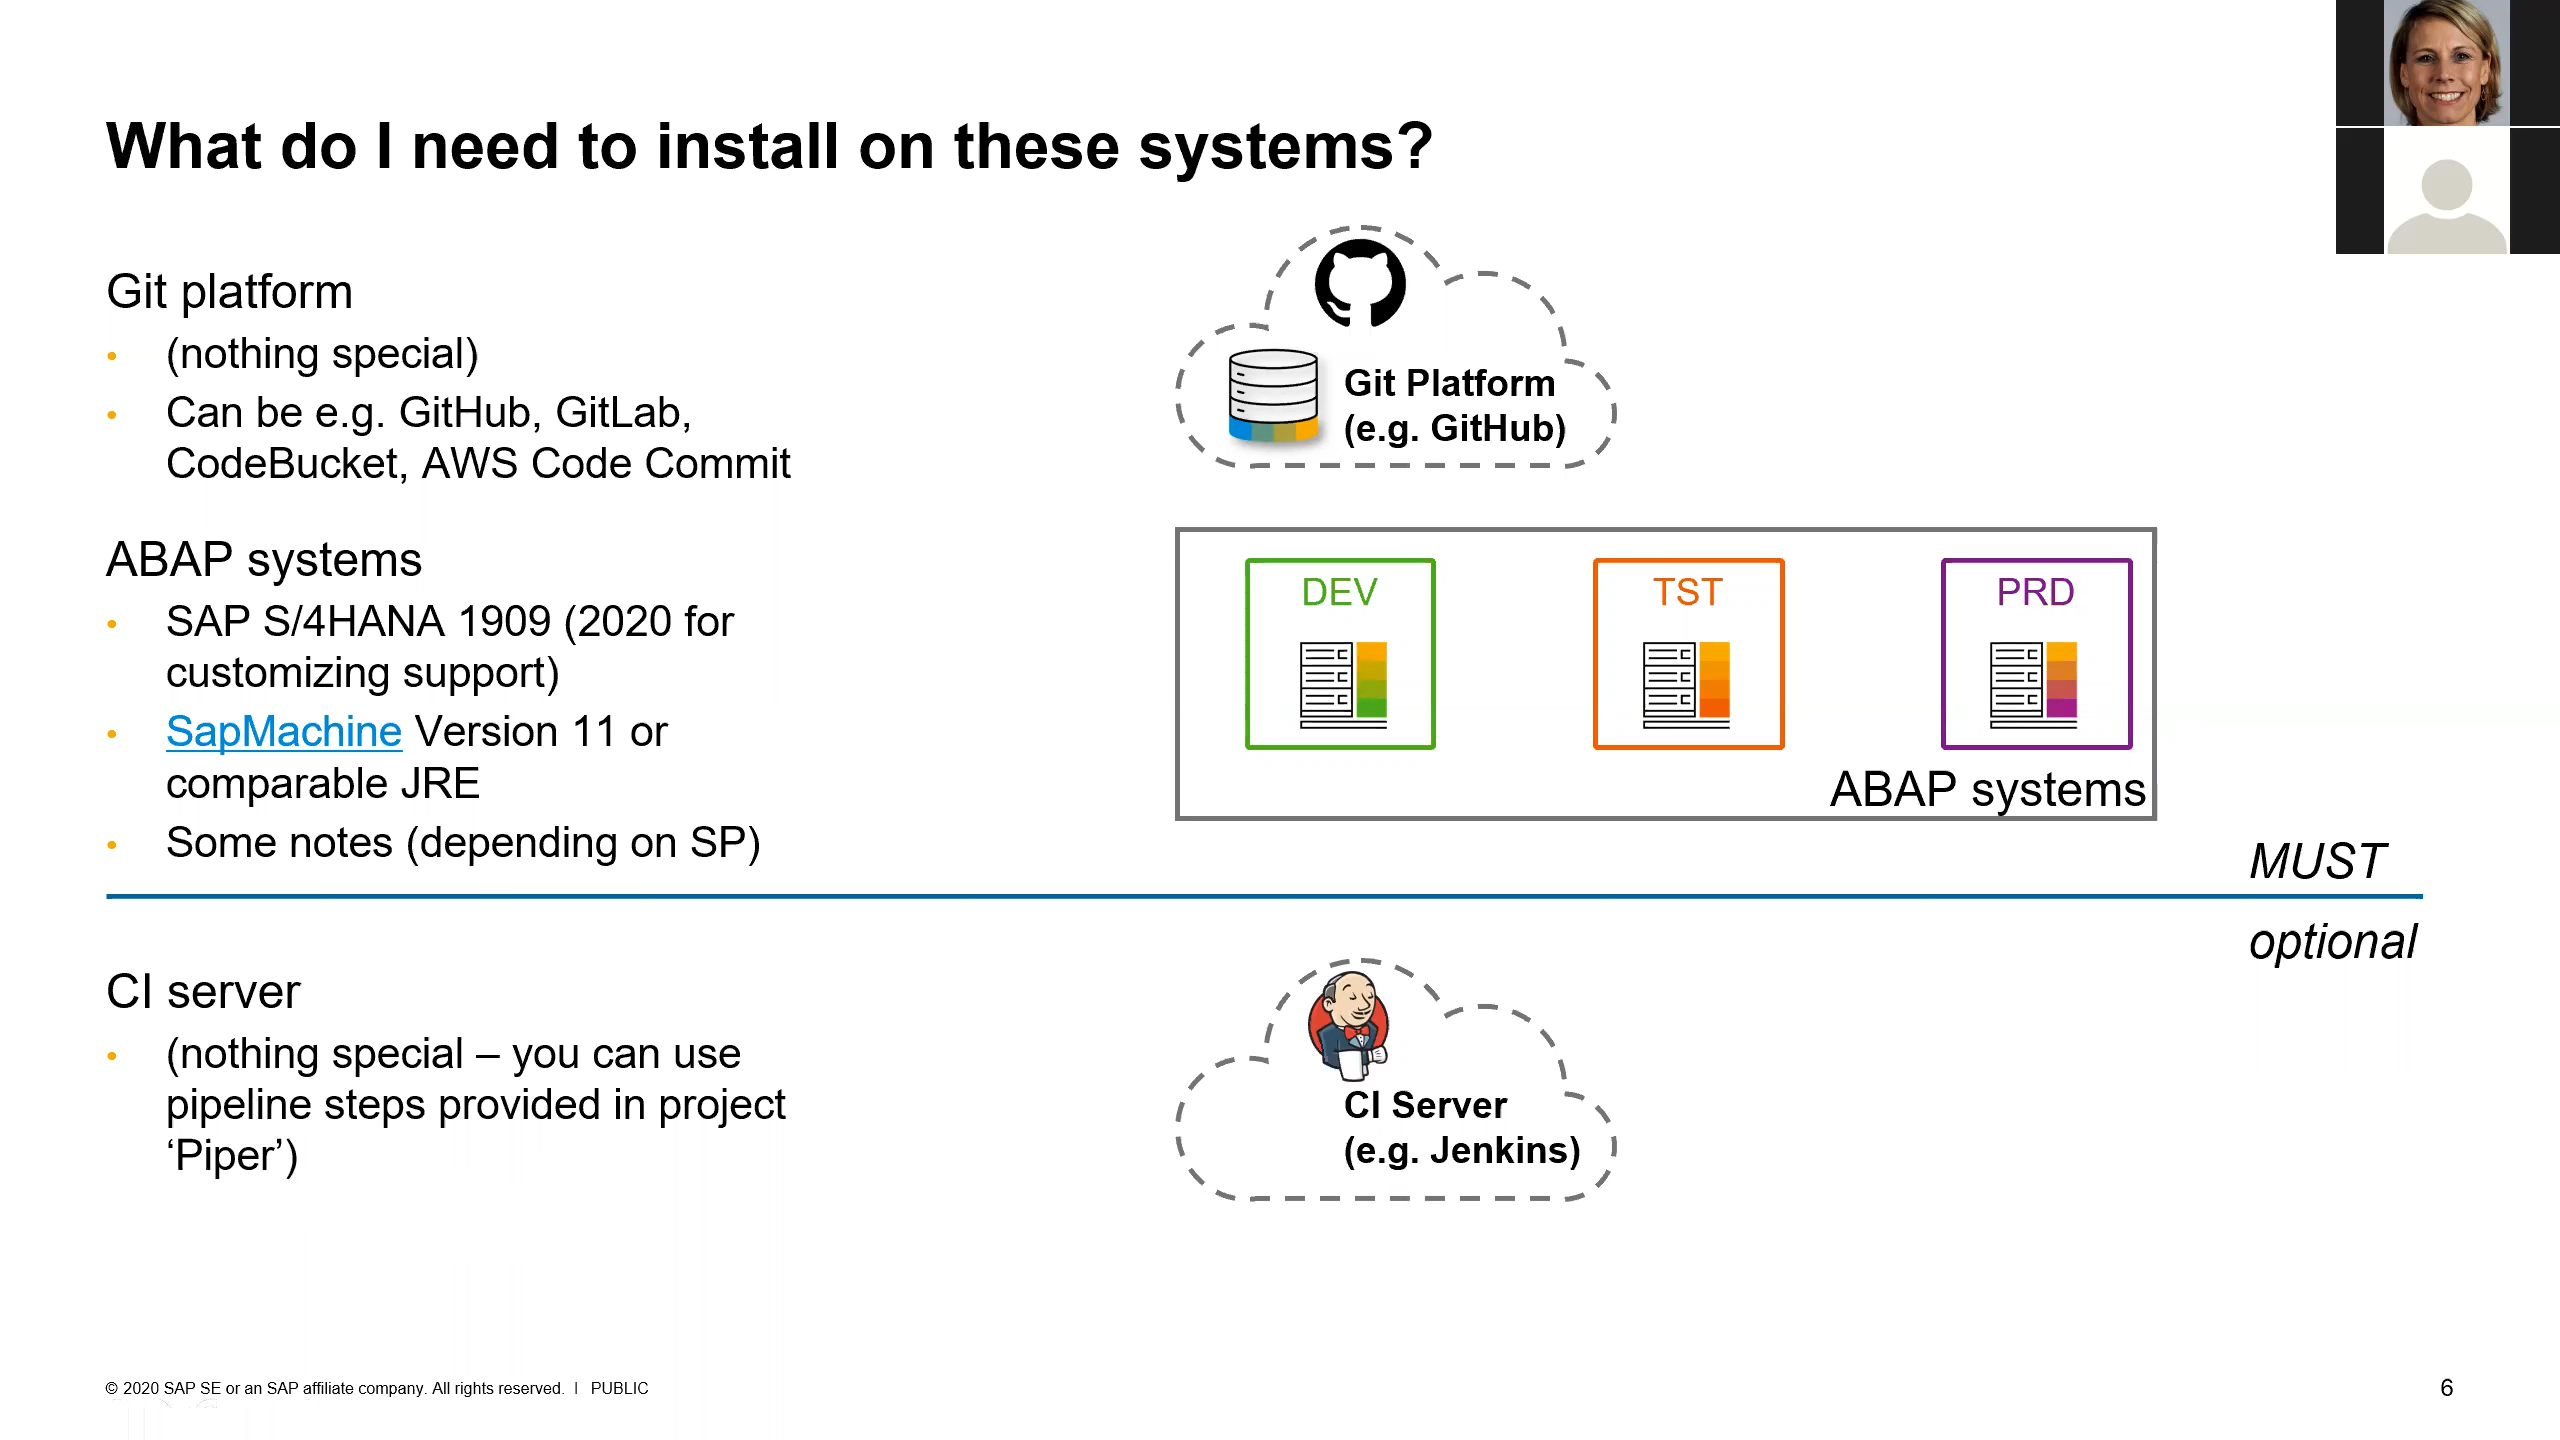 What do I need to install on these systems?
Git platform
• (nothing special)
• Can be e.g. GitHub, GitLab,
CodeBucket, AWS Code Commit
Git Platform
(e.g. GitHub)
ABAP systems
• SAP S/4HANA 1909 (2020 for
customizing support)
• SapMachine Version 11 or
comparable JRE
• Some notes (depending on SP)
DEV
TST
PRD
ABAP systems
MUST
optional
CI server
• (nothing special – you can use
pipeline steps provided in project
‘Piper’)
CI Server
(e.g. Jenkins)
© 2020 SAP SE or an SAP affiliate company. All rights reserved. | PUBLIC
6